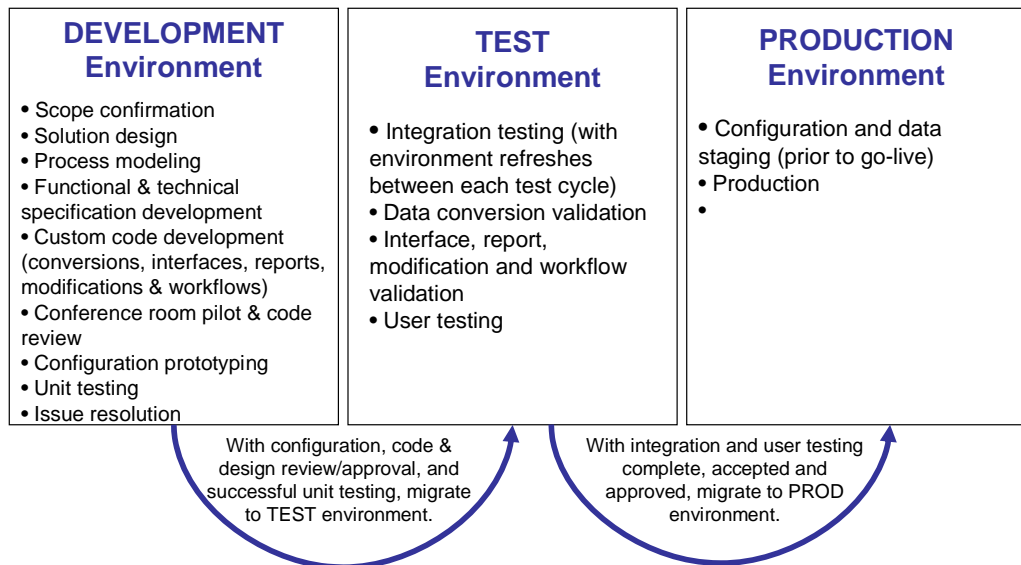 DEVELOPMENT
Environment
• Scope confirmation
• Solution design
• Process modeling
• Functional & technical
specification development
• Custom code development
(conversions, interfaces, reports,
modifications & workflows)
• Conference room pilot & code
review
• Configuration prototyping
• Unit testing
• Issue resolution
TEST
Environment
• Integration testing (with
environment refreshes
between each test cycle)
• Data conversion validation
• Interface, report,
modification and workflow
validation
• User testing
PRODUCTION
Environment
• Configuration and data
staging (prior to go-live)
• Production
•
With configuration, code &
design review/approval, and
successful unit testing, migrate
to TEST environment.
With integration and user testing
complete, accepted and
approved, migrate to PROD
environment.